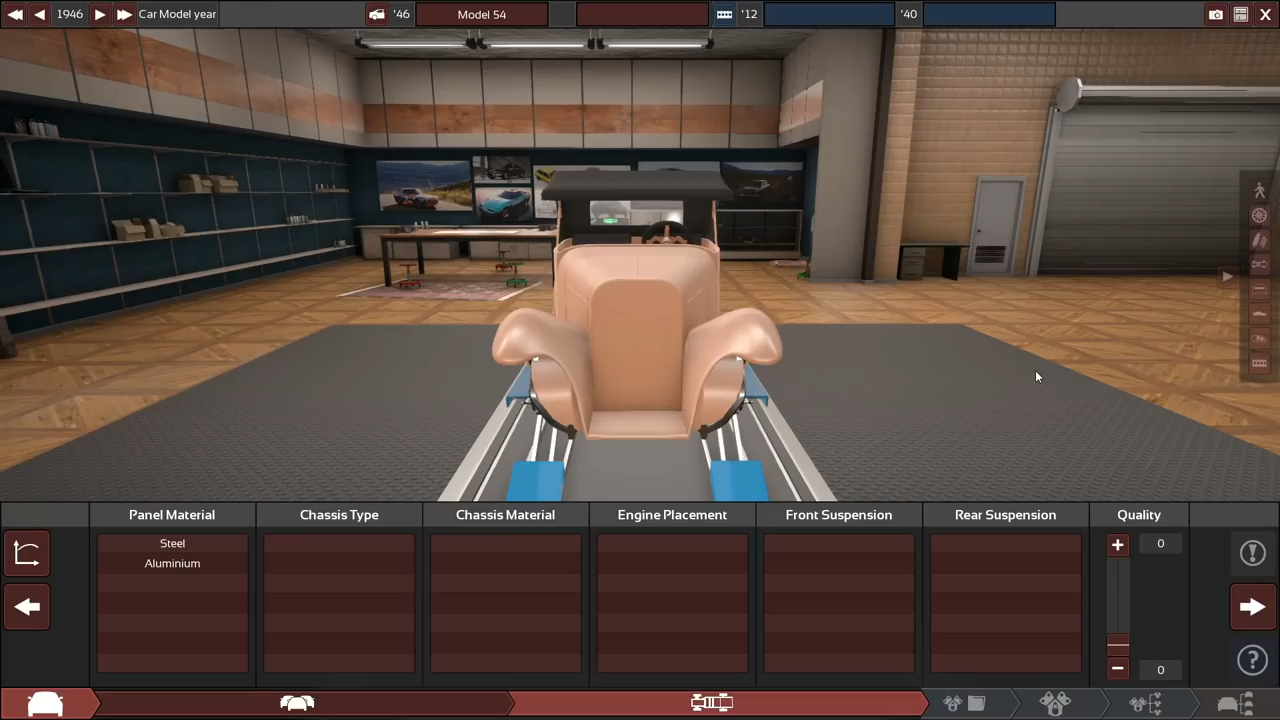 1946 Car Model year '46 Model 54 '12 '40
Panel Material Chassis Type Chassis Material Engine Placement Front Suspension Rear Suspension Quality
Steel 0
Aluminium
0